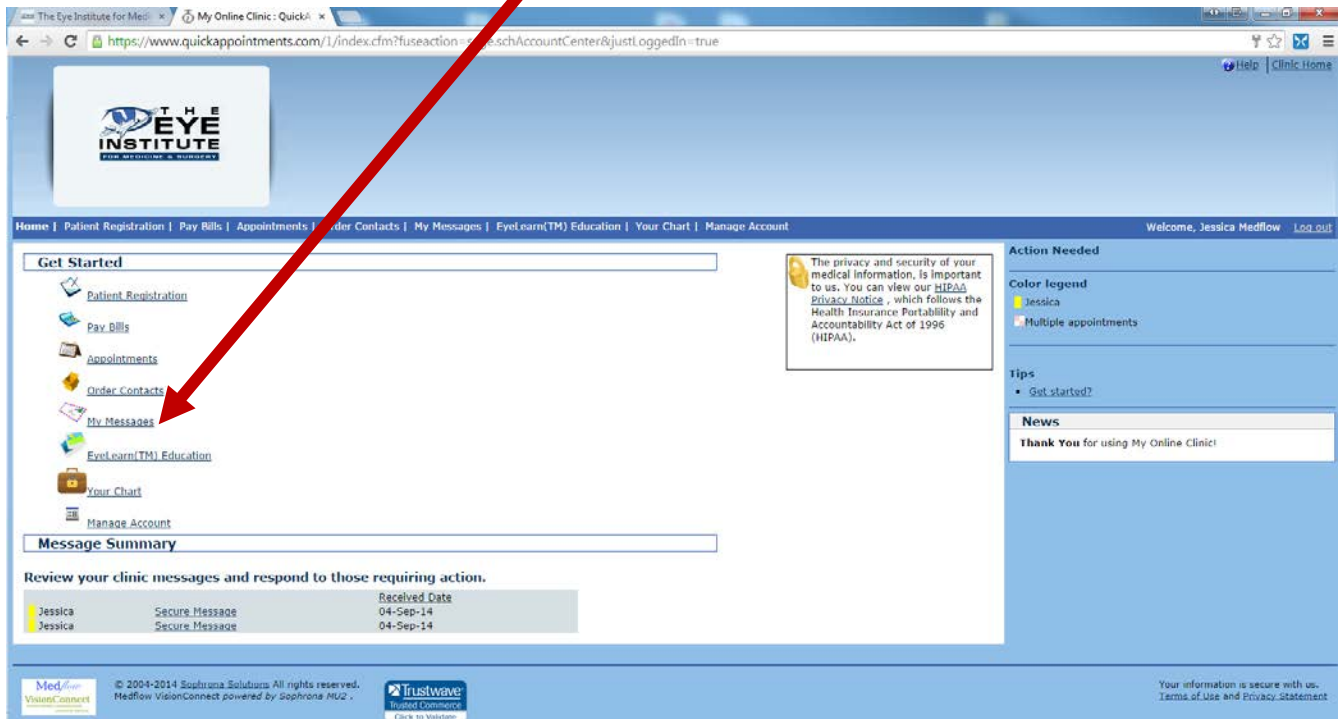 The Eye Institute for Medi
My Online Clinic : QuickA
https://www.quickappointments.com/1/index.cfm?fuseaction= .schAccountCenter&justLoggedIn=true
Help | Clinic Home
THE
EYE
INSTITUTE
FOR MEDICINE & SURGERY
Home | Patient Registration | Pay Bills | Appointments | Order Contacts | My Messages | EyeLearn(TM) Education | Your Chart | Manage Account
Welcome, Jessica Medflow Log out
Get Started
Patient Registration
Pay Bills
Appointments
Order Contacts
My Messages
EyeLearn(TM) Education
Your Chart
Manage Account
The privacy and security of your
medical information, is important
to us. You can view our HIPAA
Privacy Notice , which follows the
Health Insurance Portablility and
Accountability Act of 1996
(HIPAA).
Action Needed
Color legend
Jessica
Multiple appointments
Tips
Get started?
News
Thank You for using My Online Clinic!
Message Summary
Review your clinic messages and respond to those requiring action.
Received Date
Jessica Secure Message 04-Sep-14
Jessica Secure Message 04-Sep-14
Medflow
VisionConnect
© 2004-2014 Sophrona Solutions All rights reserved.
Medflow VisionConnect powered by Sophrona MU2 .
Trustwave
Trusted Commerce
Click to Validate
Your information is secure with us.
Terms of Use and Privacy Statement